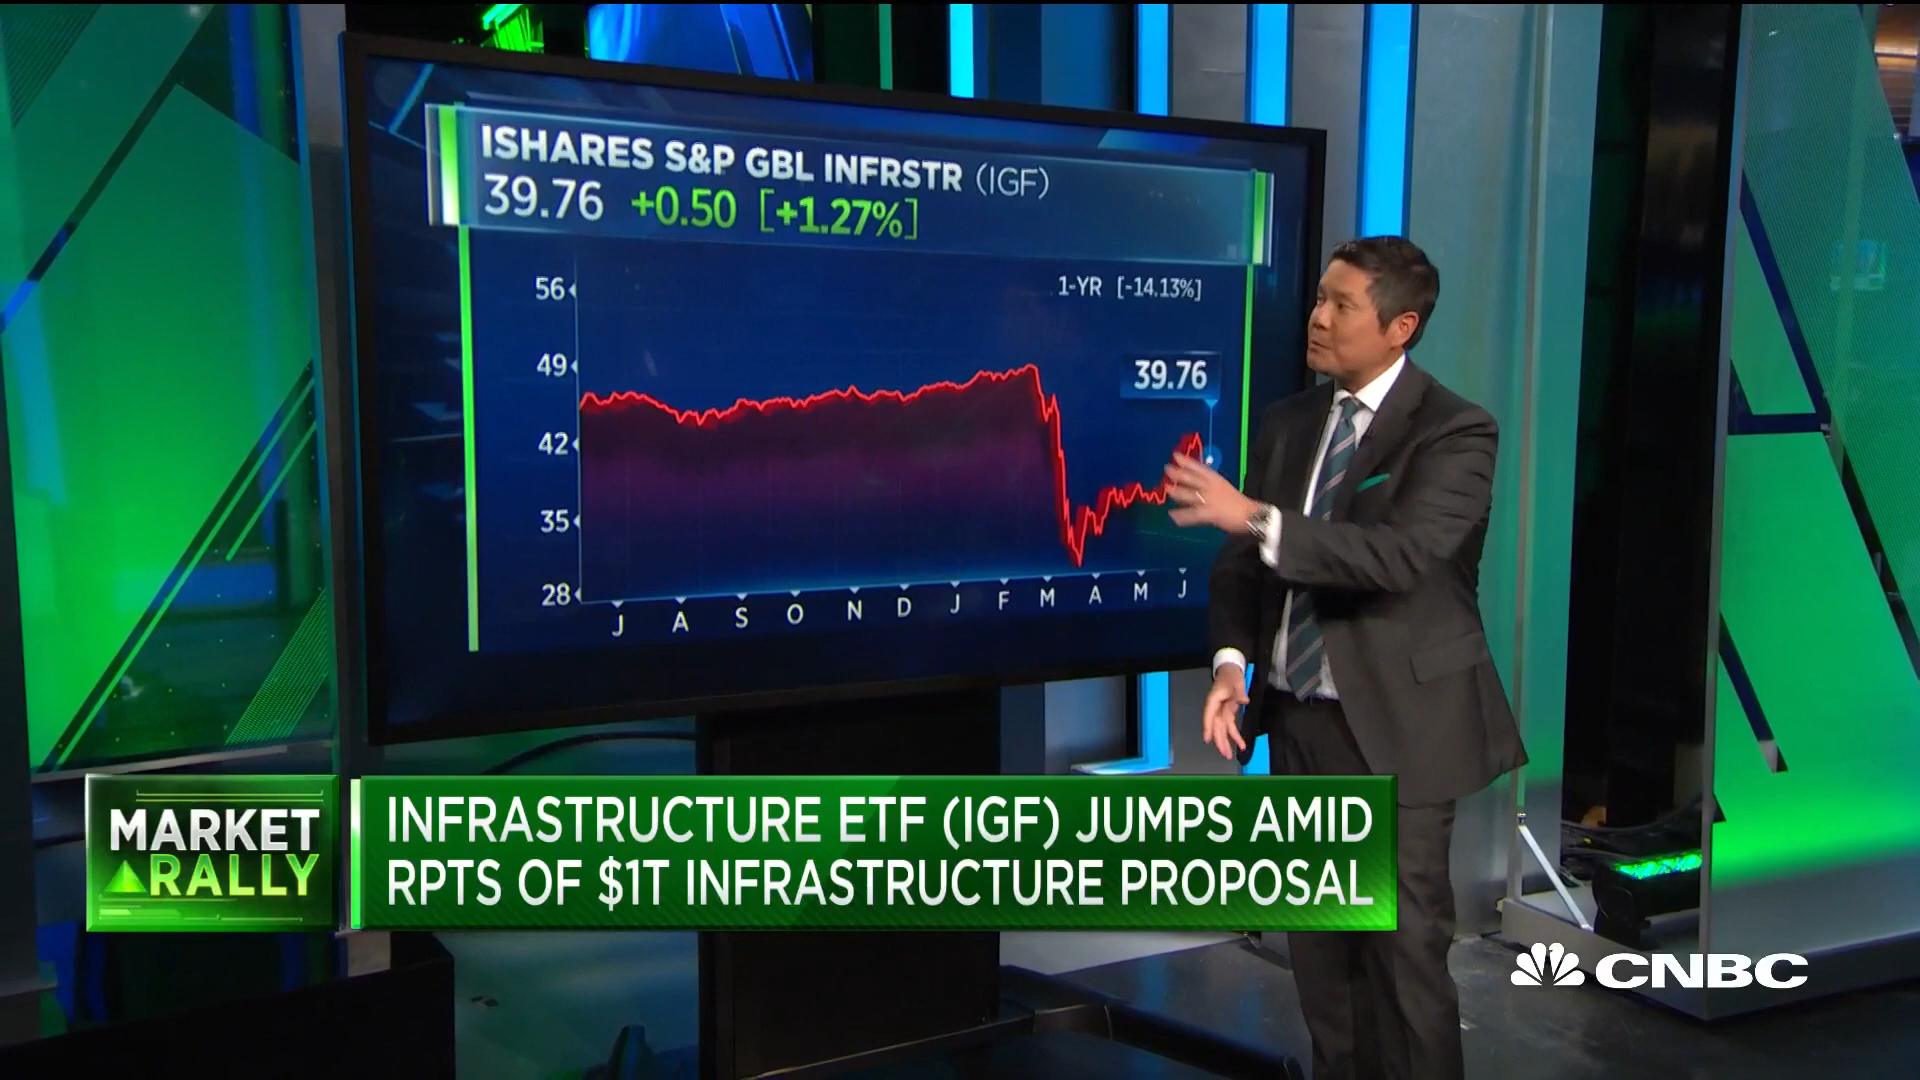 ISHARES S&P GBL INFRSTR (IGF)
39.76 +0.50 [+1.27%]
1-YR [-14.13%]
56
49
42
35
28
39.76
J A S O N D J F M A M J
MARKET
RALLY
INFRASTRUCTURE ETF (IGF) JUMPS AMID
RPTS OF $1T INFRASTRUCTURE PROPOSAL
CNBC